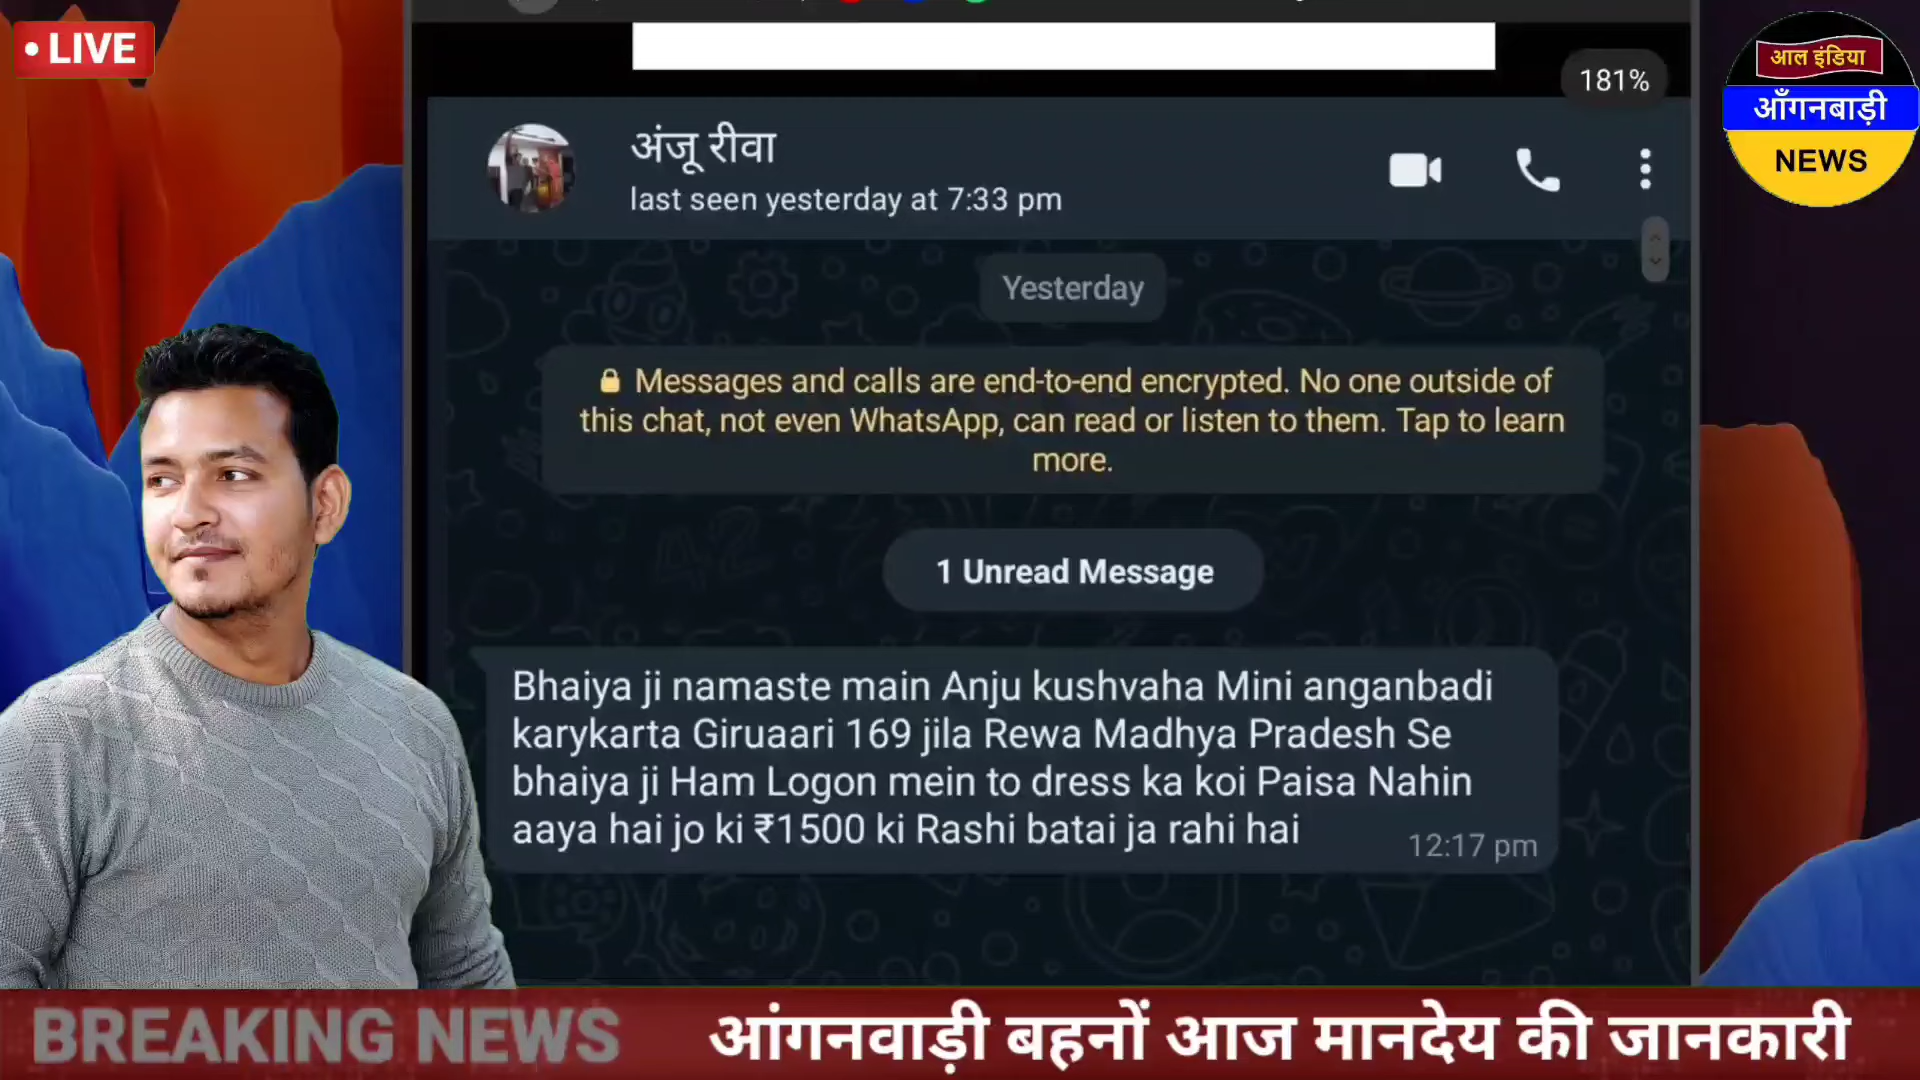 • LIVE
181%
आल इंडिया
आँगनबाड़ी
NEWS
अंजू रीवा
last seen yesterday at 7:33 pm
Yesterday
Messages and calls are end-to-end encrypted. No one outside of
this chat, not even WhatsApp, can read or listen to them. Tap to learn
more.
1 Unread Message
Bhaiya ji namaste main Anju kushvaha Mini anganbadi
karykarta Giruaari 169 jila Rewa Madhya Pradesh Se
bhaiya ji Ham Logon mein to dress ka koi Paisa Nahin
aaya hai jo ki ₹1500 ki Rashi batai ja rahi hai
12:17 pm
BREAKING NEWS
आंगनवाड़ी बहनों आज मानदेय की जानकारी